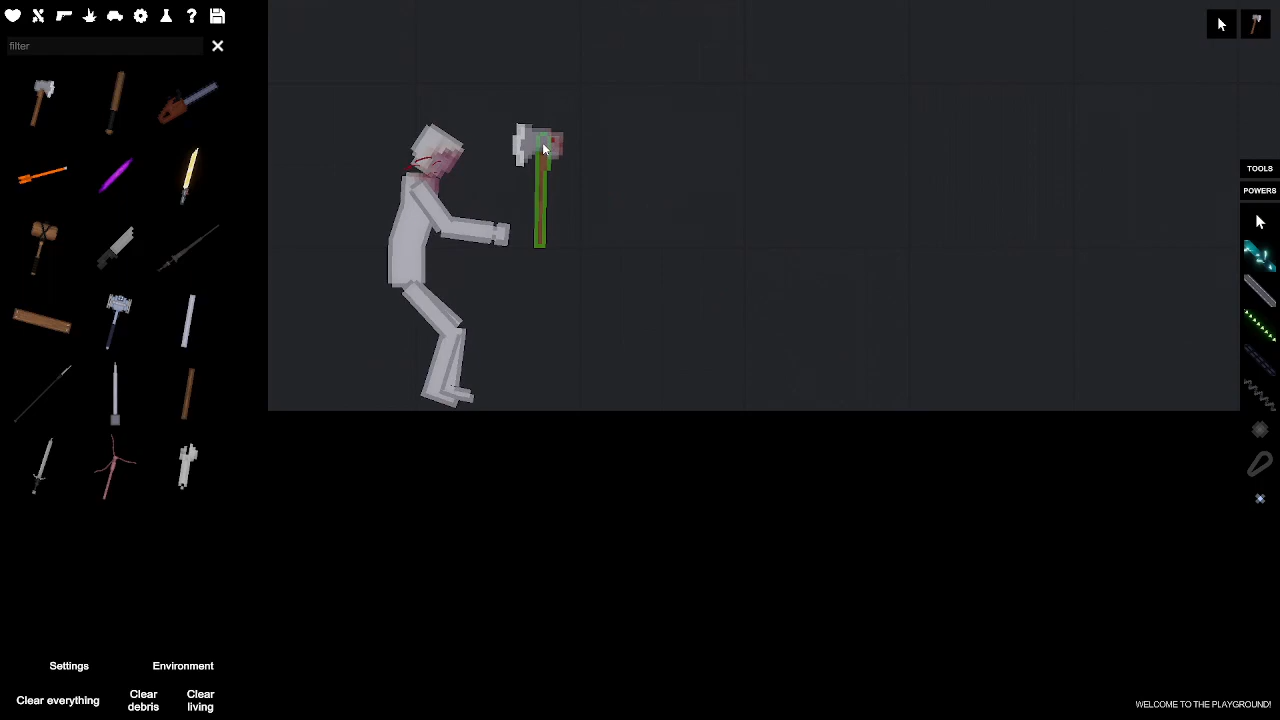 filter
TOOLS
POWERS
Settings
Environment
Clear everything
Clear
debris
Clear
living
WELCOME TO THE PLAYGROUND!